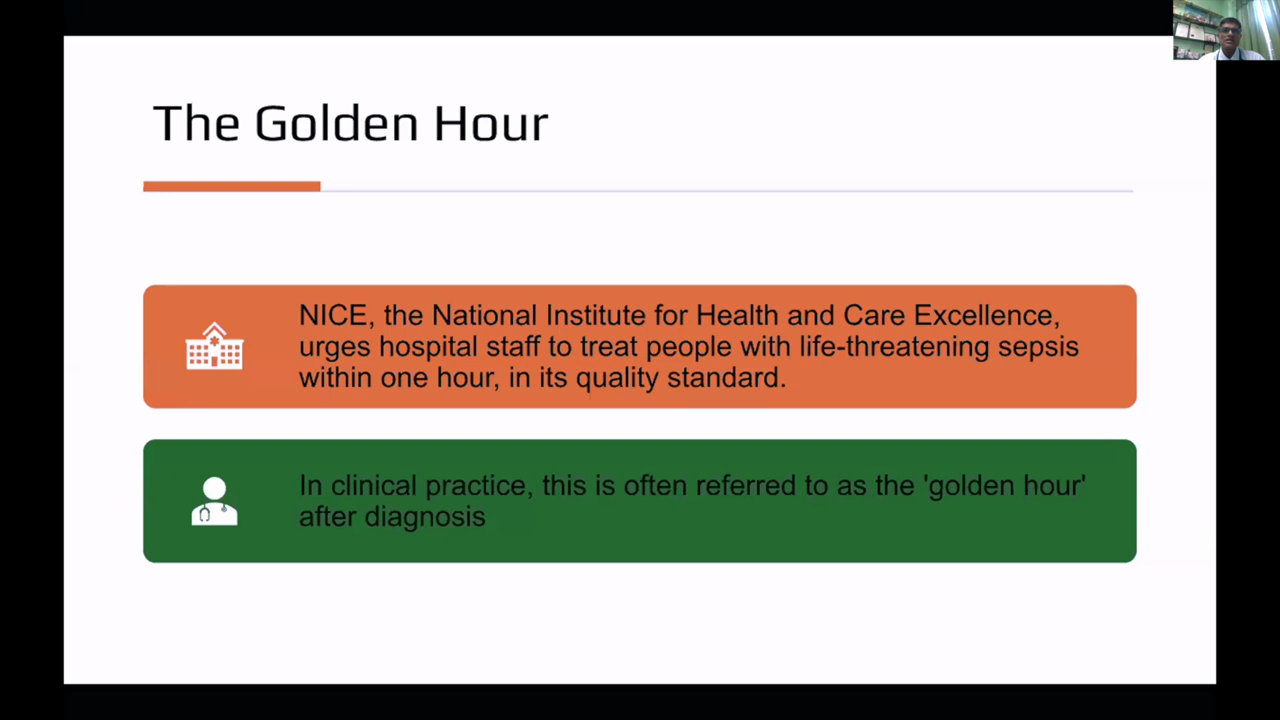 The Golden Hour
NICE, the National Institute for Health and Care Excellence,
urges hospital staff to treat people with life-threatening sepsis
within one hour, in its quality standard.
In clinical practice, this is often referred to as the 'golden hour'
after diagnosis